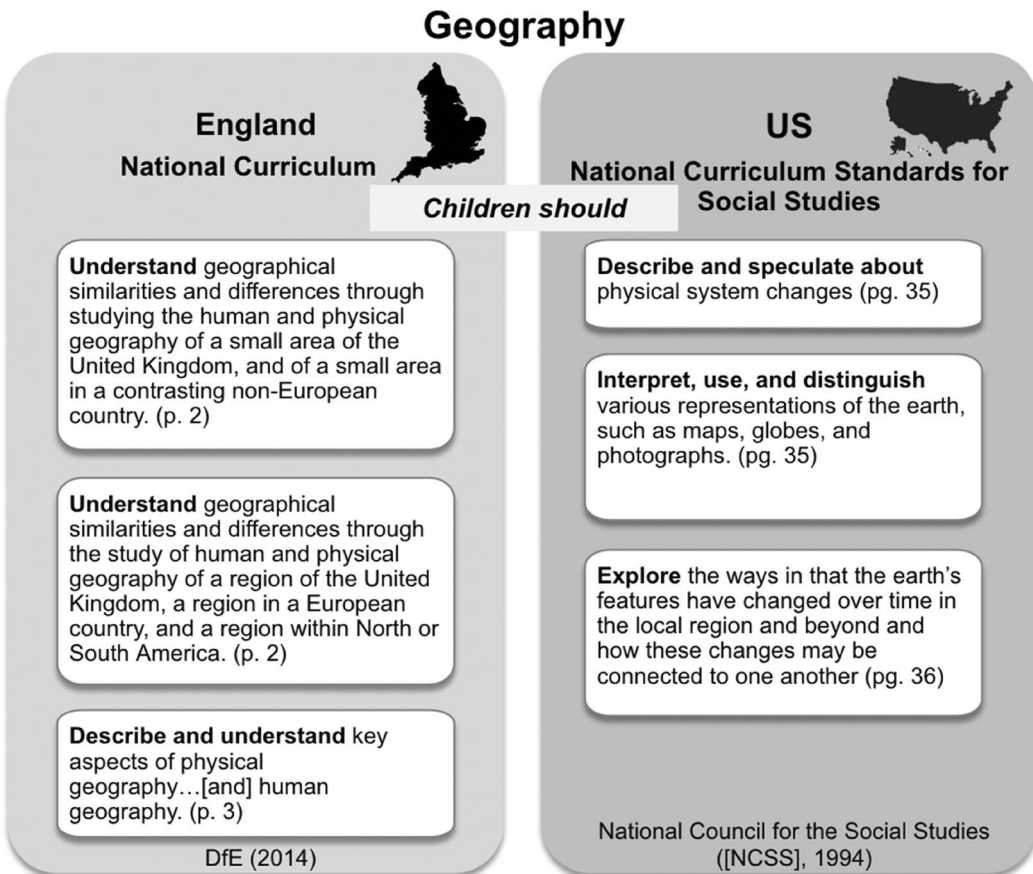 Geography
England
National Curriculum
US
National Curriculum Standards for
Social Studies
Children should
Understand geographical
similarities and differences through
studying the human and physical
geography of a small area of the
United Kingdom, and of a small area
in a contrasting non-European
country. (p. 2)
Understand geographical
similarities and differences through
the study of human and physical
geography of a region of the United
Kingdom, a region in a European
country, and a region within North or
South America. (p. 2)
Describe and understand key
aspects of physical
geography…[and] human
geography. (p. 3)
DfE (2014)
Describe and speculate about
physical system changes (pg. 35)
Interpret, use, and distinguish
various representations of the earth,
such as maps, globes, and
photographs. (pg. 35)
Explore the ways in that the earth's
features have changed over time in
the local region and beyond and
how these changes may be
connected to one another (pg. 36)
National Council for the Social Studies
([NCSS], 1994)